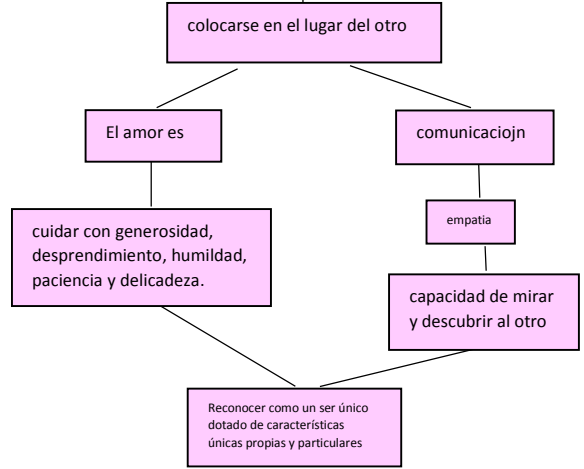 colocarse en el lugar del otro
El amor es
comunicaciojn
cuidar con generosidad,
desprendimiento, humildad,
paciencia y delicadeza.
empatia
capacidad de mirar
y descubrir al otro
Reconocer como un ser único
dotado de características
únicas propias y particulares